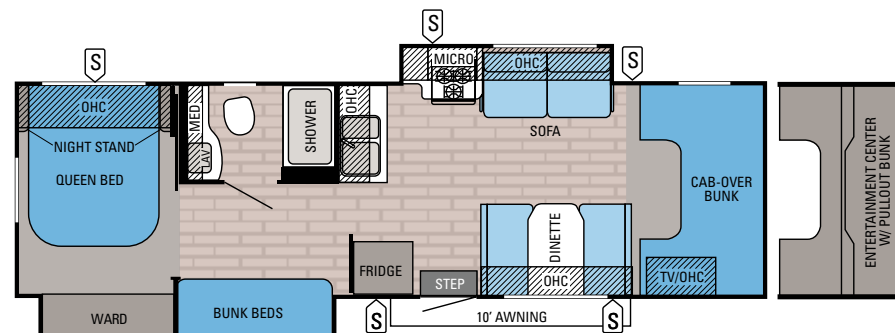 S
S
S
MICRO
OHC
OHC
NIGHT STAND
QUEEN BED
MED
LAV
SHOWER
OHC
SOFA
CAB-OVER
BUNK
ENTERTAINMENT CENTER
W/ PULLOUT BUNK
DINETTE
FRIDGE
STEP
OHC
TV/OHC
WARD
BUNK BEDS
S
10' AWNING
S